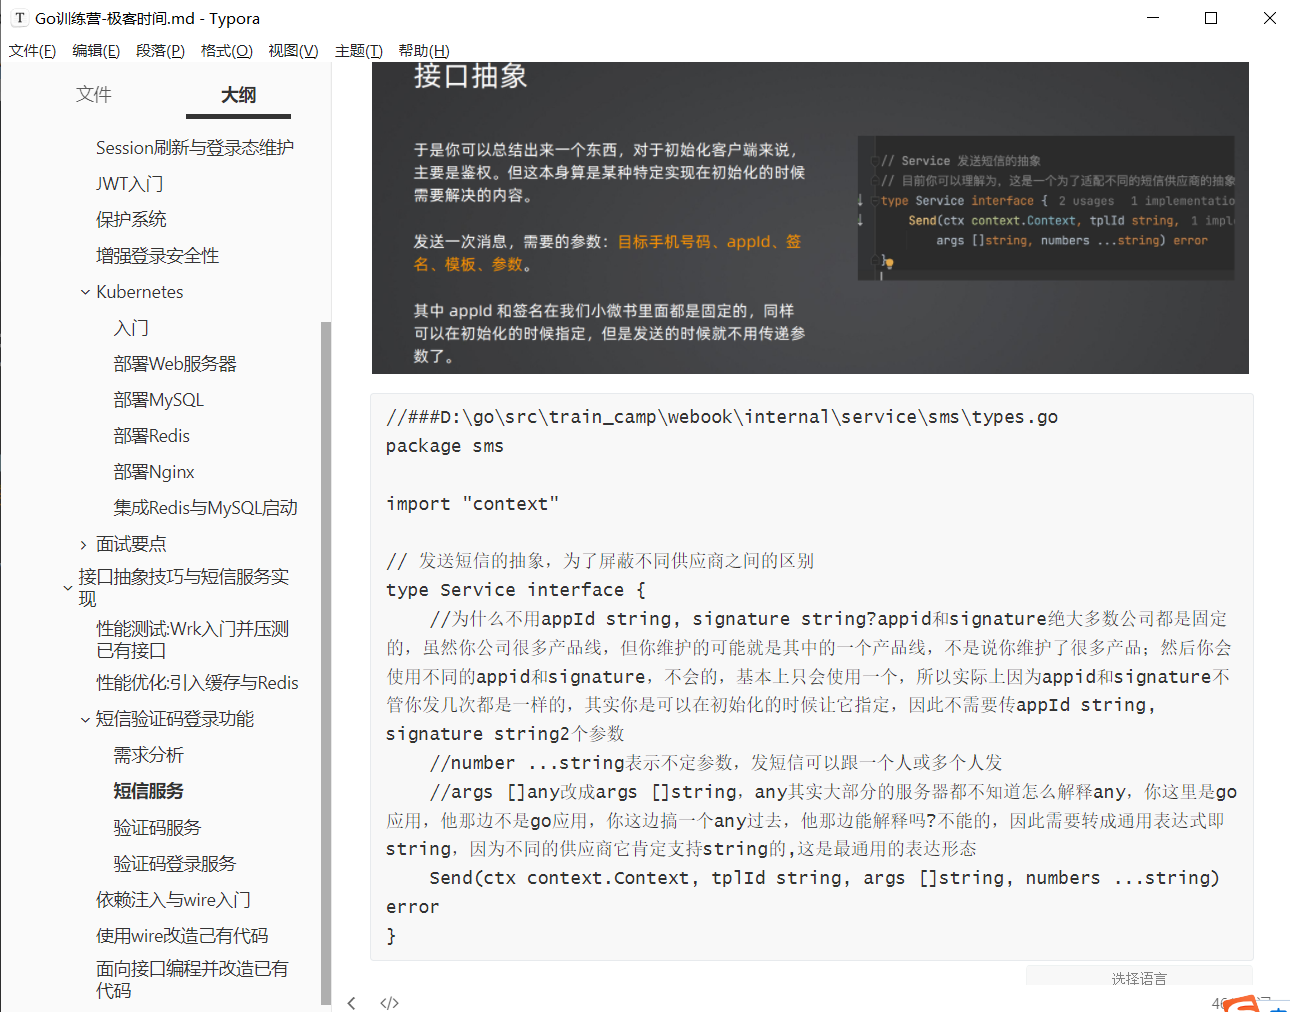 Go训练营-极客时间.md - Typora
文件(F) 编辑(E) 段落(P) 格式(O) 视图(V) 主题(T) 帮助(H)
文件 大纲
Session刷新与登录态维护
JWT入门
保护系统
增强登录安全性
Kubernetes
入门
部署Web服务器
部署MySQL
部署Redis
部署Nginx
集成Redis与MySQL启动
面试要点
接口抽象技巧与短信服务实
现
性能测试:Wrk入门并压测
已有接口
性能优化:引入缓存与Redis
短信验证码登录功能
需求分析
短信服务
验证码服务
验证码登录服务
依赖注入与wire入门
使用wire改造己有代码
面向接口编程并改造已有
代码
接口抽象
于是你可以总结出来一个东西，对于初始化客户端来说，
主要是鉴权。但这本身算是某种特定实现在初始化的时候
需要解决的内容。
发送一次消息，需要的参数：目标手机号码、appId、签
名、模板、参数。
其中 appId 和签名在我们小微书里面都是固定的，同样
可以在初始化的时候指定，但是发送的时候就不用传递参
数了。
// Service 发送短信的抽象
// 目前你可以理解为，这是一个为了适配不同的短信供应商的抽象
type Service interface { 2 usages 1 implementatio
Send(ctx context.Context, tplId string, 1 impl
args []string, numbers ...string) error
}
//###D:\go\src\train_camp\webook\internal\service\sms\types.go
package sms
import "context"
// 发送短信的抽象，为了屏蔽不同供应商之间的区别
type Service interface {
//为什么不用appId string, signature string?appid和signature绝大多数公司都是固定
的，虽然你公司很多产品线，但你维护的可能就是其中的一个产品线，不是说你维护了很多产品；然后你会
使用不同的appid和signature，不会的，基本上只会使用一个，所以实际上因为appid和signature不
管你发几次都是一样的，其实你是可以在初始化的时候让它指定，因此不需要传appId string,
signature string2个参数
//number ...string表示不定参数，发短信可以跟一个人或多个人发
//args []any改成args []string，any其实大部分的服务器都不知道怎么解释any，你这里是go
应用，他那边不是go应用，你这边搞一个any过去，他那边能解释吗?不能的，因此需要转成通用表达式即
string，因为不同的供应商它肯定支持string的,这是最通用的表达形态
Send(ctx context.Context, tplId string, args []string, numbers ...string)
error
}
选择语言